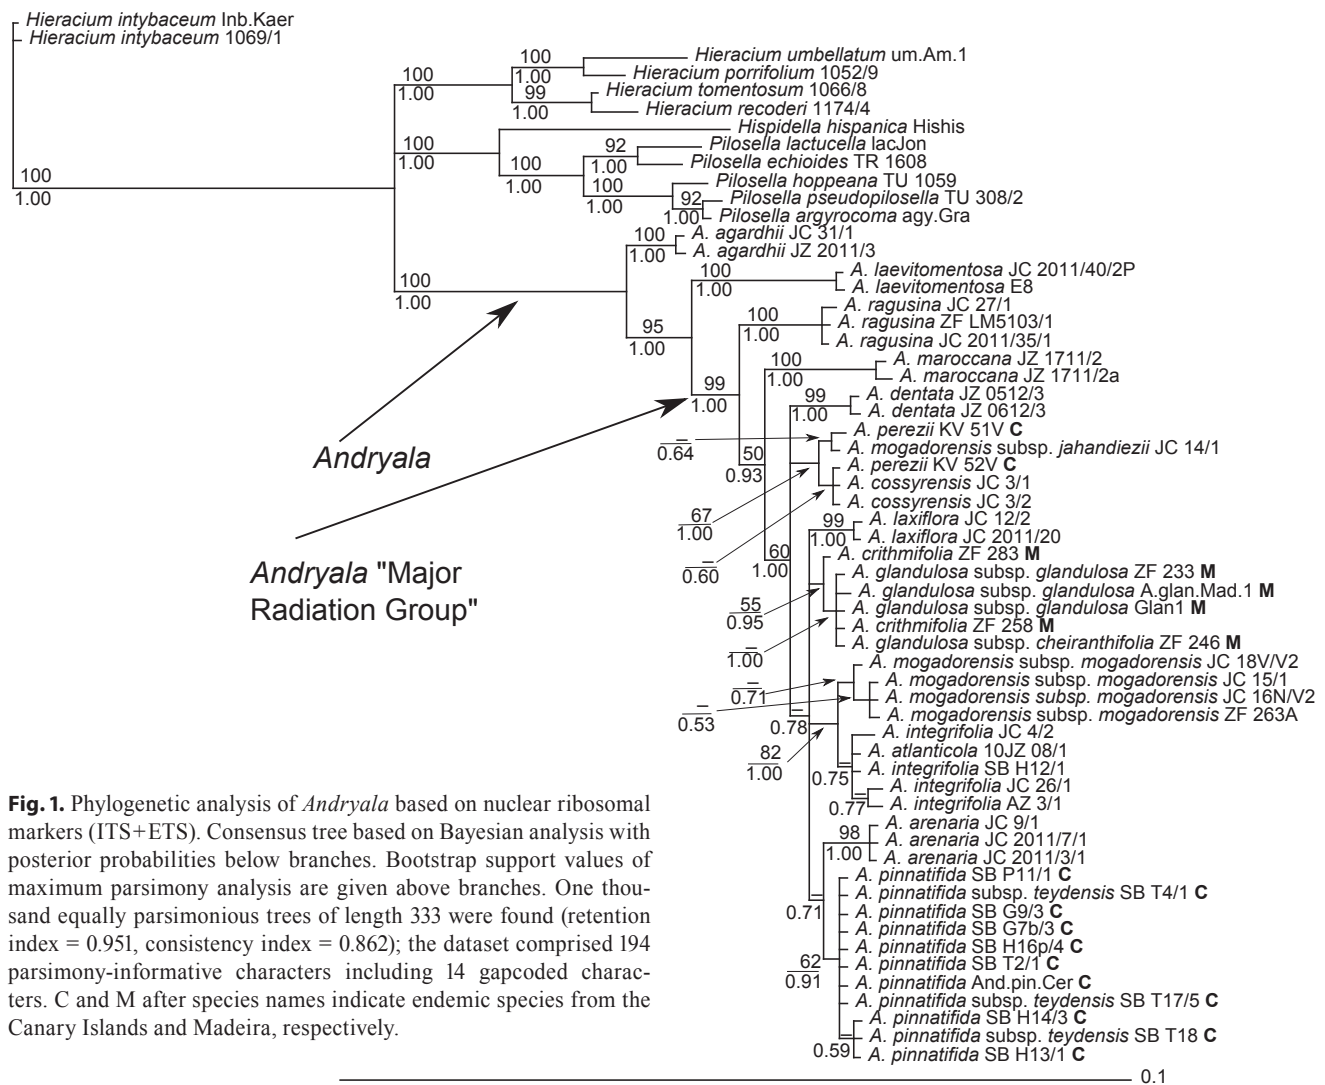 Hieracium intybaceum Inb.Kaer
Hieracium intybaceum 1069/1
100
Hieracium umbellatum um.Am.1
100
1.00
Hieracium porrifolium 1052/9
1.00
99
Hieracium tomentosum 1066/8
1.00
Hieracium recoderi 1174/4
Hispidella hispanica Hishis
100
1.00
92
Pilosella lactucella lacJon
100
1.00
Pilosella echioides TR 1608
1.00
100
1.00
100
Pilosella hoppeana TU 1059
1.00
92
Pilosella pseudopilosella TU 308/2
1.00
Pilosella argyrocoma agy.Gra
100
A. agardhii JC 31/1
1.00
A. agardhii JZ 2011/3
100
1.00
100
A. laevitomentosa JC 2011/40/2P
1.00
A. laevitomentosa E8
95
1.00
A. ragusina JC 27/1
100
A. ragusina ZF LM5103/1
1.00
A. ragusina JC 2011/35/1
100
A. maroccana JZ 1711/2
1.00
A. maroccana JZ 1711/2a
99
1.00
99
A. dentata JZ 0512/3
1.00
A. dentata JZ 0612/3
Andryala
–
0.64
A. perezii KV 51V C
A. mogadorensis subsp. jahandiezii JC 14/1
50
0.93
A. perezii KV 52V C
A. cossyrensis JC 3/1
A. cossyrensis JC 3/2
67
1.00
99
A. laxiflora JC 12/2
1.00
A. laxiflora JC 2011/20
–
0.60
60
1.00
A. crithmifolia ZF 283 M
Andryala "Major
Radiation Group"
A. glandulosa subsp. glandulosa ZF 233 M
A. glandulosa subsp. glandulosa A.glan.Mad.1 M
55
0.95
A. glandulosa subsp. glandulosa Glan1 M
A. crithmifolia ZF 258 M
–
1.00
A. glandulosa subsp. cheiranthifolia ZF 246 M
A. mogadorensis subsp. mogadorensis JC 18V/V2
–
0.71
A. mogadorensis subsp. mogadorensis JC 15/1
–
0.53
A. mogadorensis subsp. mogadorensis JC 16N/V2
A. mogadorensis subsp. mogadorensis ZF 263A
–
0.78
A. integrifolia JC 4/2
82
1.00
A. atlanticola 10JZ 08/1
–
0.75
A. integrifolia SB H12/1
A. integrifolia JC 26/1
–
0.77
A. integrifolia AZ 3/1
A. arenaria JC 9/1
98
1.00
A. arenaria JC 2011/7/1
A. arenaria JC 2011/3/1
A. pinnatifida SB P11/1 C
A. pinnatifida subsp. teydensis SB T4/1 C
–
0.71
A. pinnatifida SB G9/3 C
A. pinnatifida SB G7b/3 C
A. pinnatifida SB H16p/4 C
62
0.91
A. pinnatifida SB T2/1 C
A. pinnatifida And.pin.Cer C
A. pinnatifida subsp. teydensis SB T17/5 C
A. pinnatifida SB H14/3 C
–
0.59
A. pinnatifida subsp. teydensis SB T18 C
A. pinnatifida SB H13/1 C
0.1
Fig. 1. Phylogenetic analysis of Andryala based on nuclear ribosomal
markers (ITS+ETS). Consensus tree based on Bayesian analysis with
posterior probabilities below branches. Bootstrap support values of
maximum parsimony analysis are given above branches. One thou-
sand equally parsimonious trees of length 333 were found (retention
index = 0.951, consistency index = 0.862); the dataset comprised 194
parsimony-informative characters including 14 gapcoded charac-
ters. C and M after species names indicate endemic species from the
Canary Islands and Madeira, respectively.